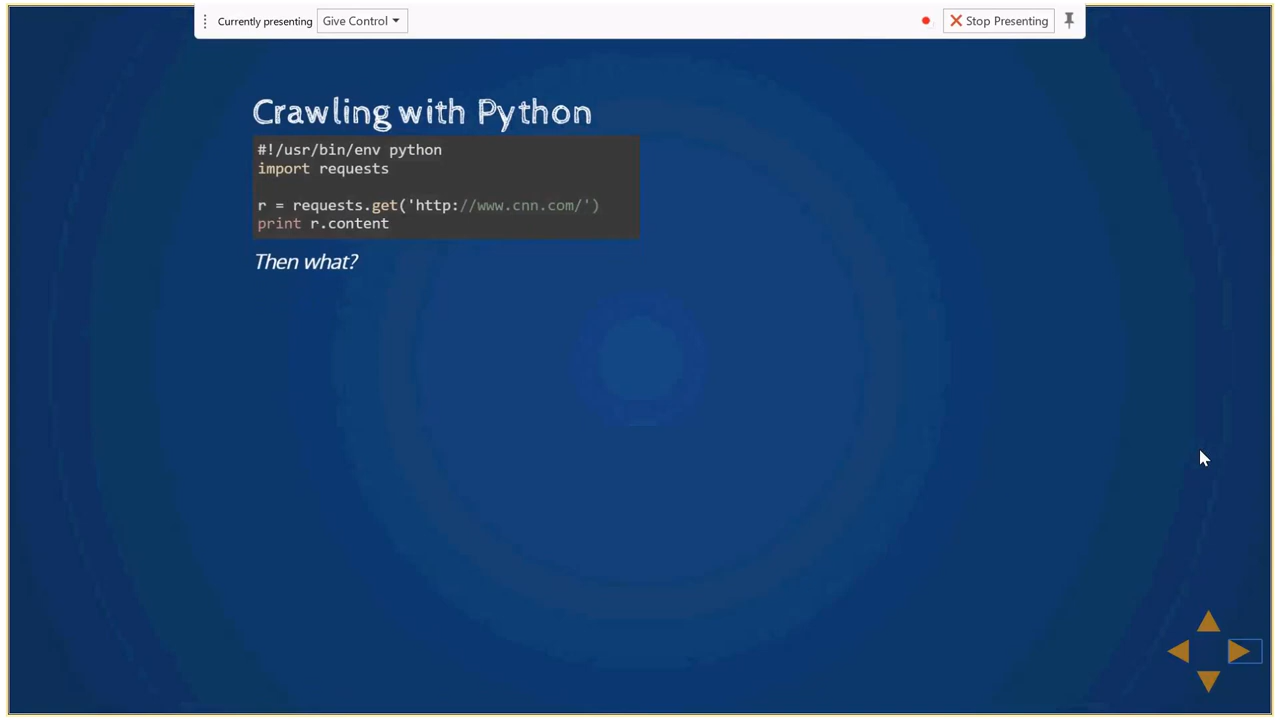 Currently presenting Give Control Stop Presenting
Crawling with Python
#!/usr/bin/env python
import requests
r = requests.get('http://www.cnn.com/')
print r.content
Then what?